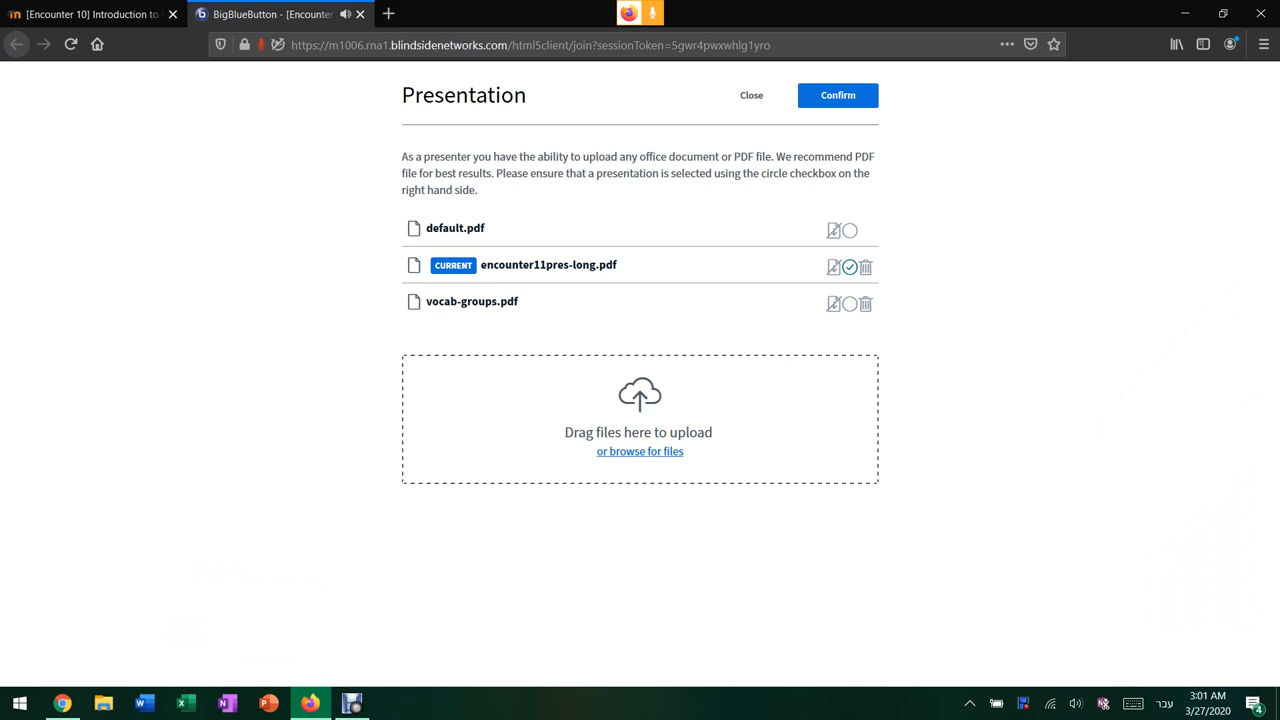 [Encounter 10] Introduction to
BigBlueButton - [Encounter
https://m1006.rna1.blindsidenetworks.com/html5client/join?sessionToken=5gwr4pwxwhlg1yro
Presentation
Close
Confirm
As a presenter you have the ability to upload any office document or PDF file. We recommend PDF
file for best results. Please ensure that a presentation is selected using the circle checkbox on the
right hand side.
default.pdf
CURRENT encounter11pres-long.pdf
vocab-groups.pdf
Drag files here to upload
or browse for files
עבר
3:01 AM
3/27/2020
4